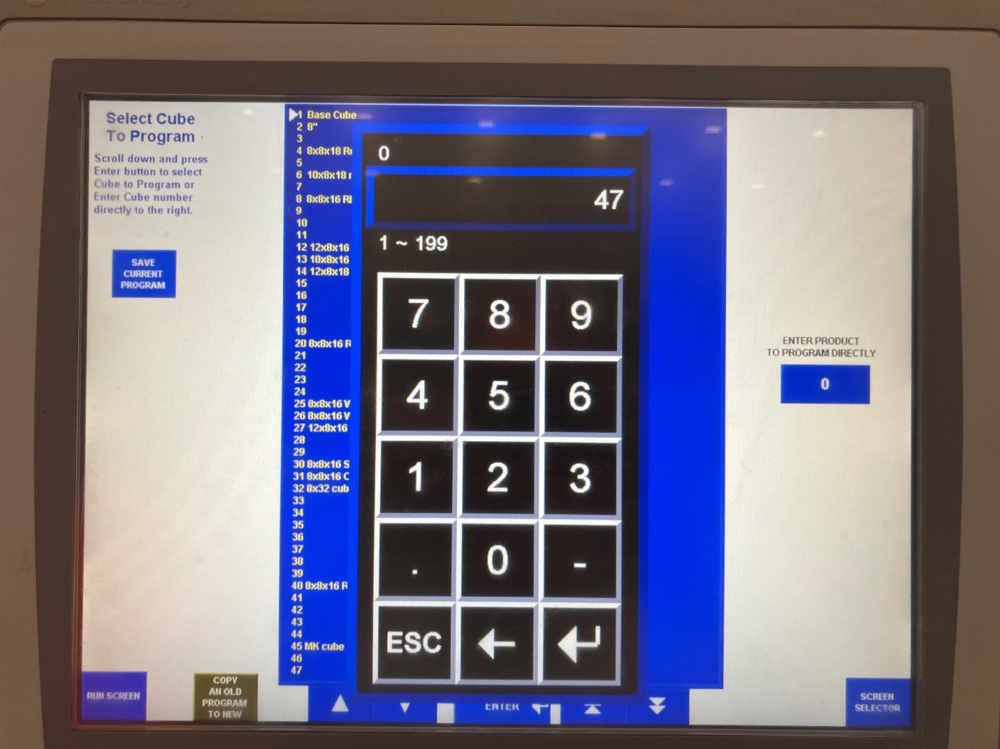 Select Cube
To Program
Scroll down and press
Enter button to select
Cube to Program or
Enter Cube number
directly to the right.
SAVE
CURRENT
PROGRAM
1 Base Cube
2 8"
3
4 8x8x18
5
6 10x8x18
7
8 8x8x16
9
10
11
12 12x8x16
13 10x8x16
14 12x8x18
15
16
17
18
19
20 8x8x16 R
21
22
23
24
25 8x8x16
26 8x8x16
27 12x8x16
28
29
30 8x8x16 S
31 8x8x16 C
32 8x32 cub
33
34
35
36
37
38
39
40 8x8x16 R
41
42
43
44
45 MK cube
46
47
0
47
1 ~ 199
7 8 9
4 5 6
1 2 3
. 0 -
ESC
ENTER PRODUCT
TO PROGRAM DIRECTLY
0
RUN SCREEN
COPY
AN OLD
PROGRAM
TO NEW
ENTER
SCREEN
SELECTOR